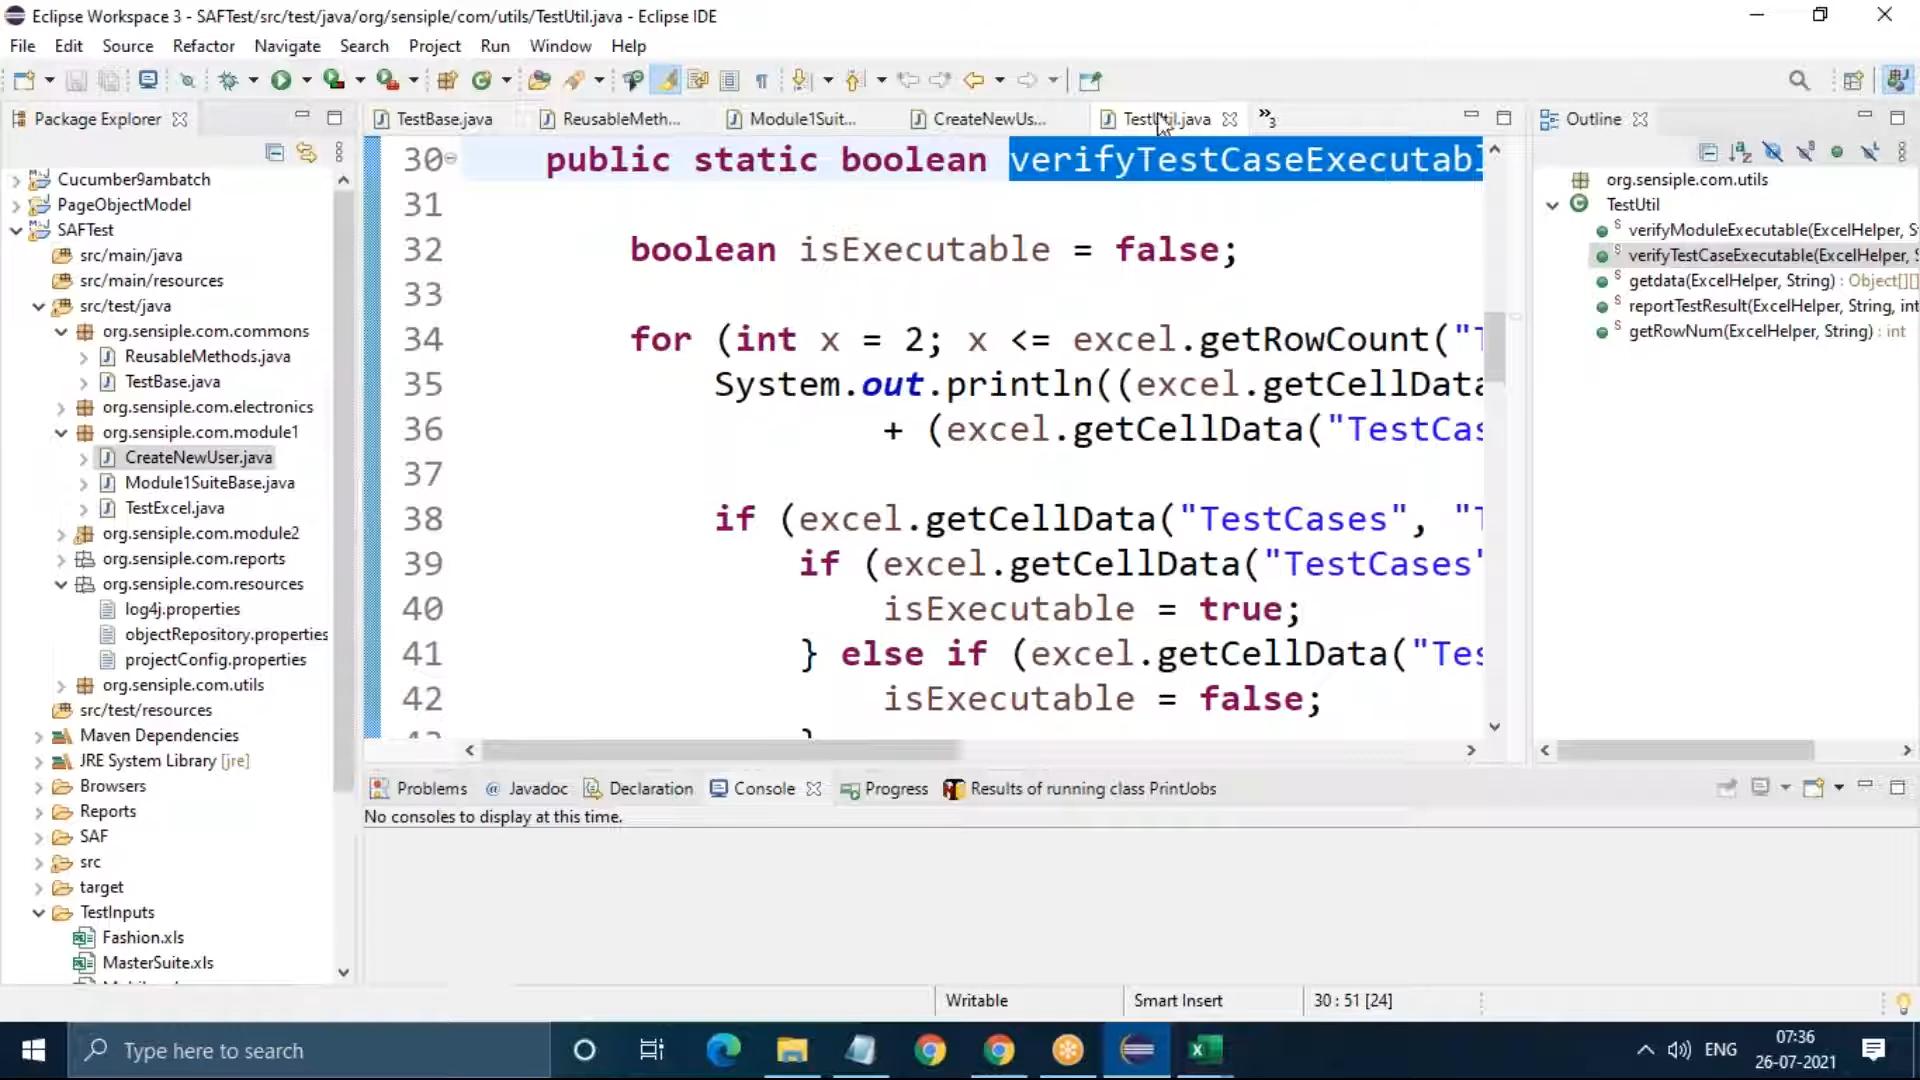 Eclipse Workspace 3 - SAFTest/src/test/java/org/sensiple/com/utils/TestUtil.java - Eclipse IDE
File Edit Source Refactor Navigate Search Project Run Window Help
Package Explorer
TestBase.java ReusableMeth... Module1Suit... CreateNewUs... TestUtil.java »3
Outline
Cucumber9ambatch
PageObjectModel
SAFTest
src/main/java
src/main/resources
src/test/java
org.sensiple.com.commons
ReusableMethods.java
TestBase.java
org.sensiple.com.electronics
org.sensiple.com.module1
CreateNewUser.java
Module1SuiteBase.java
TestExcel.java
org.sensiple.com.module2
org.sensiple.com.reports
org.sensiple.com.resources
log4j.properties
objectRepository.properties
projectConfig.properties
org.sensiple.com.utils
src/test/resources
Maven Dependencies
JRE System Library [jre]
Browsers
Reports
SAF
src
target
TestInputs
Fashion.xls
MasterSuite.xls
30 public static boolean verifyTestCaseExecutabl
31
32 boolean isExecutable = false;
33
34 for (int x = 2; x <= excel.getRowCount("T
35 System.out.println((excel.getCellData
36 + (excel.getCellData("TestCas
37
38 if (excel.getCellData("TestCases", "T
39 if (excel.getCellData("TestCases"
40 isExecutable = true;
41 } else if (excel.getCellData("Tes
42 isExecutable = false;
}
org.sensiple.com.utils
TestUtil
verifyModuleExecutable(ExcelHelper, S
verifyTestCaseExecutable(ExcelHelper, S
getdata(ExcelHelper, String) : Object[][]
reportTestResult(ExcelHelper, String, int
getRowNum(ExcelHelper, String) : int
Problems @ Javadoc Declaration Console Progress Results of running class PrintJobs
No consoles to display at this time.
Writable Smart Insert 30 : 51 [24]
Type here to search
ENG
07:36
26-07-2021